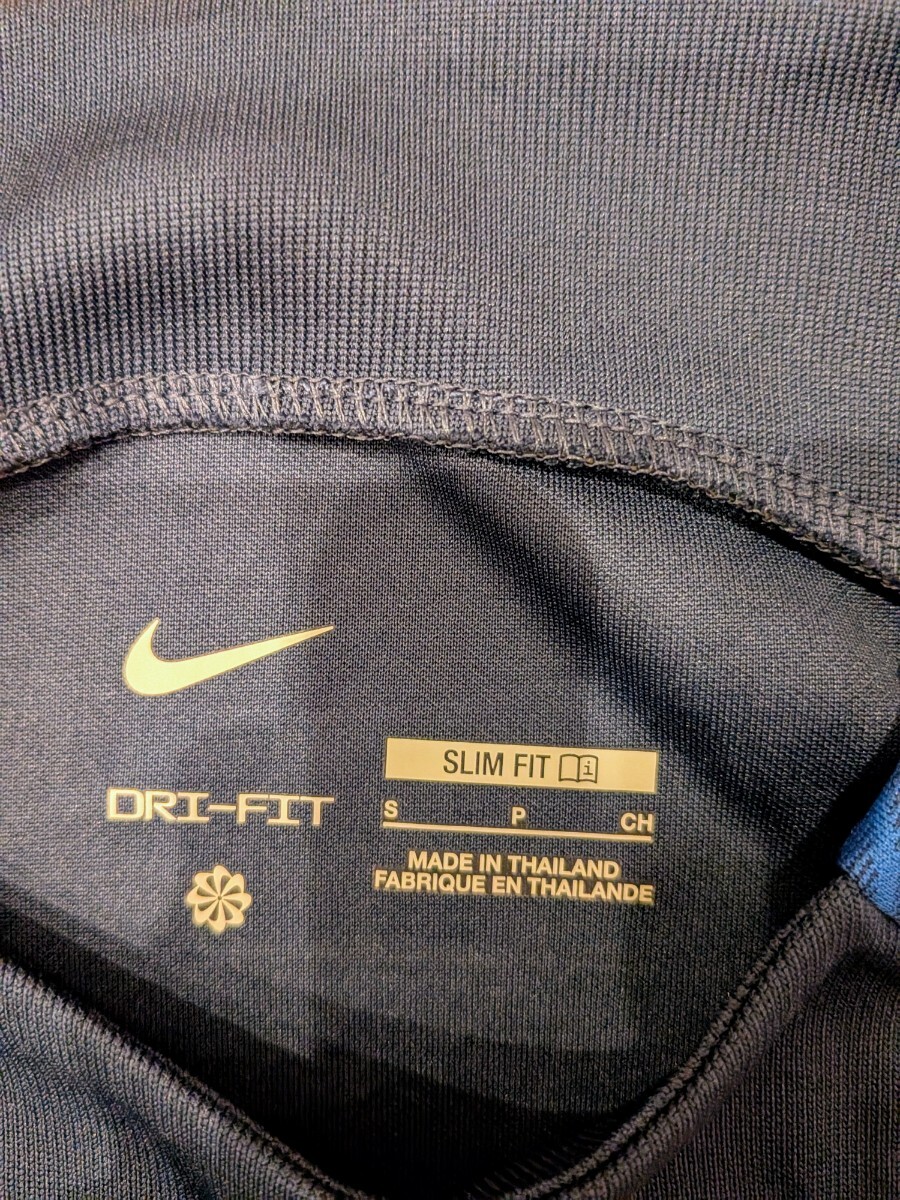 SLIM FIT
DRI-FIT
S P CH
MADE IN THAILAND
FABRIQUE EN THAILANDE